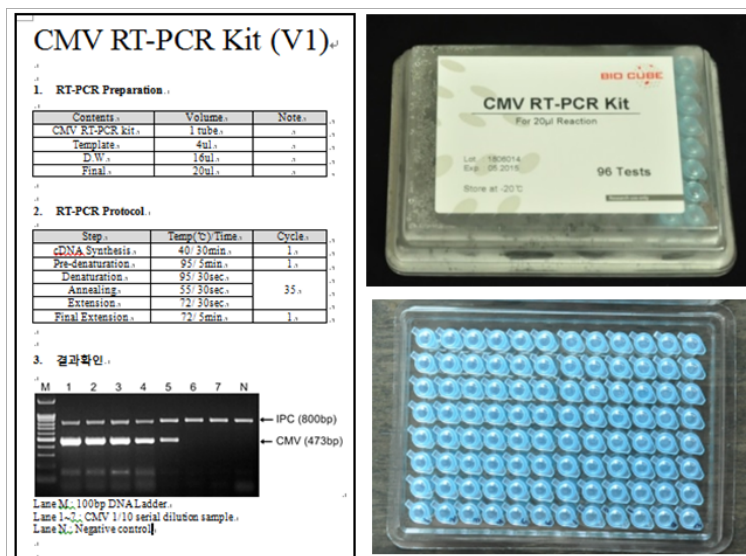 CMV RT-PCR Kit (V1)
1. RT-PCR Preparation.
Contents Volume Note
CMV RT-PCR kit 1 tube
Template 4ul
D.W 16ul
Final 20ul
2. RT-PCR Protocol
Step Temp(℃)/Time Cycle
cDNA Synthesis 40/ 30min 1
Pre-denaturation 95/ 5min 1
Denaturation 95/ 30sec
Annealing 55/ 30sec 35
Extension 72/ 30sec
Final Extension 72/ 5min 1
3. 결과확인
M 1 2 3 4 5 6 7 N
IPC (800bp)
CMV (473bp)
Lane M.: 100bp DNA Ladder.
Lane 1~7.: CMV 1/10 serial dilution sample.
Lane N.: Negative control
BIO CUBE
CMV RT-PCR Kit
For 20μl Reaction
Lot 1806014
Exp 05.2015
96 Tests
Store at -20℃